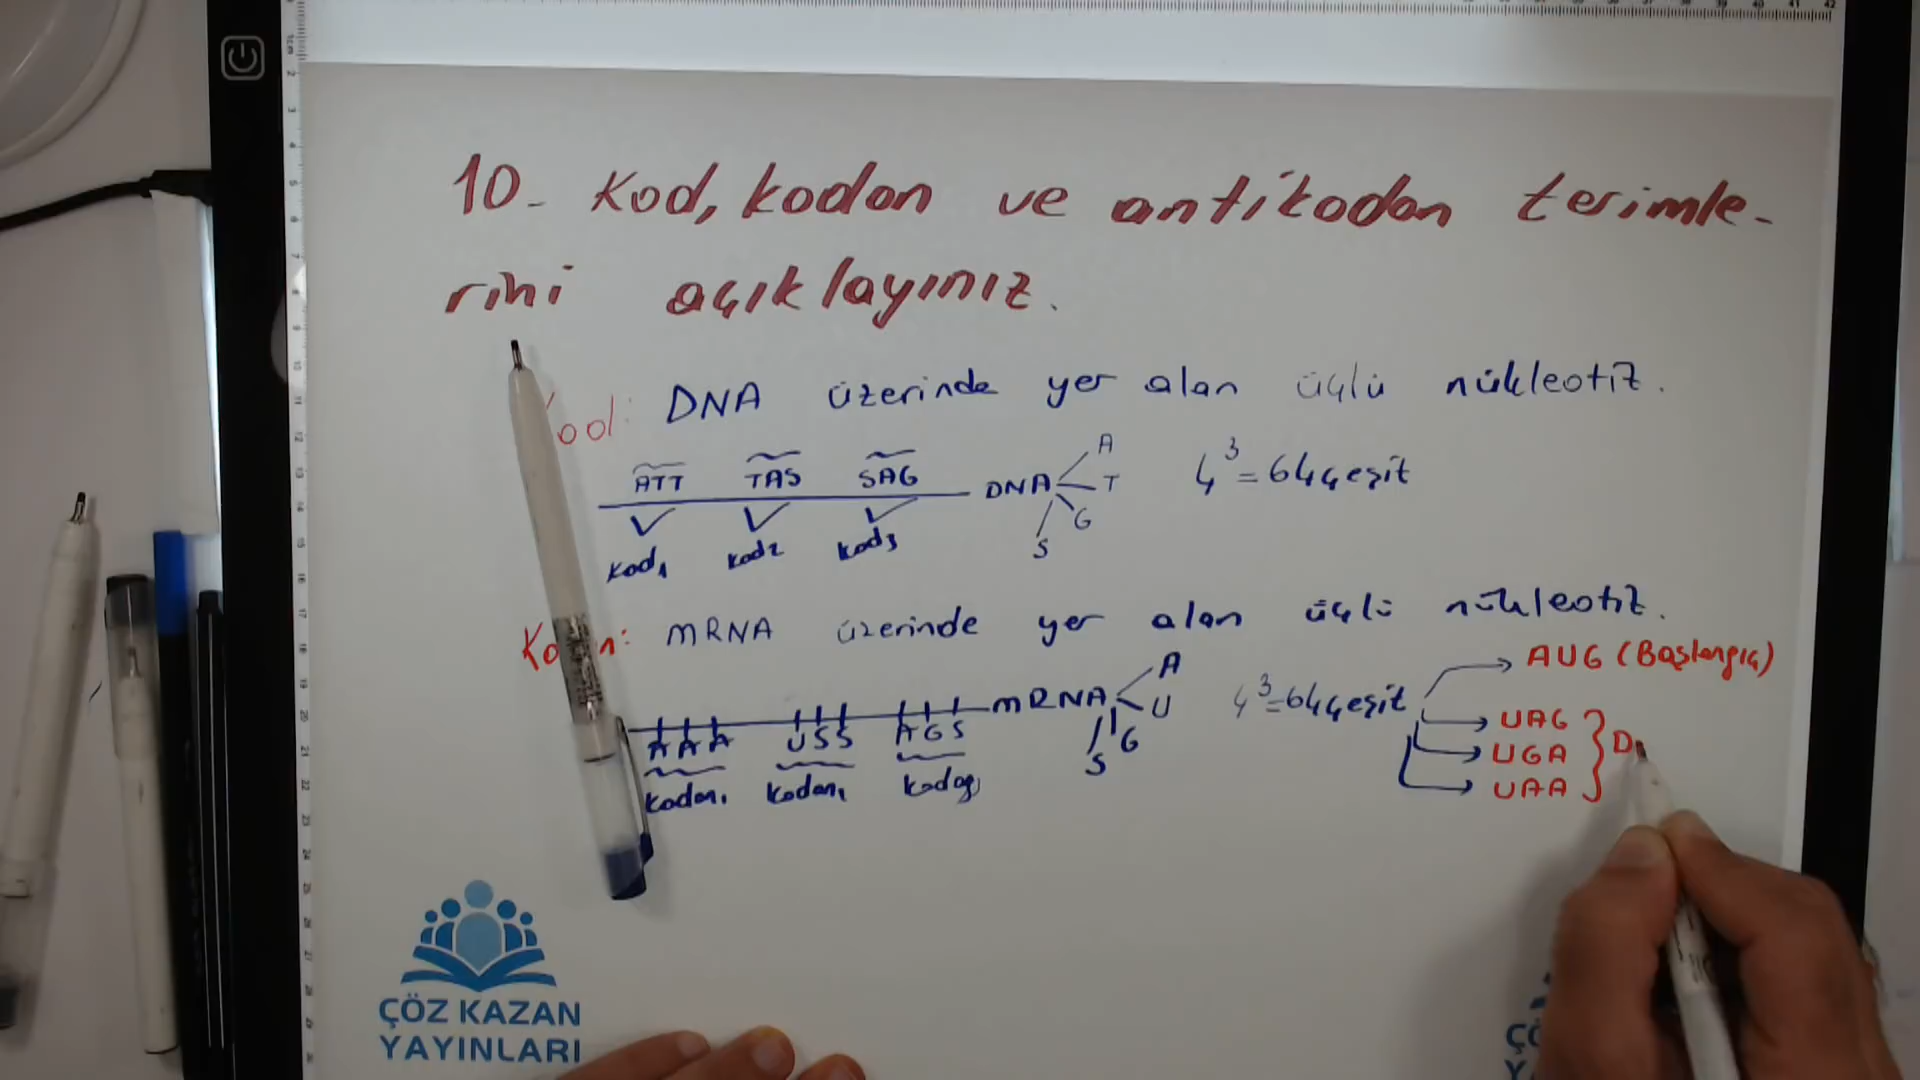 10- Kod, kodon ve antikodon terimle-
rini açıklayınız.
Kod: DNA üzerinde yer alan üçlü nükleotit.
ATT TAS SAG DNA A T G S 4³=64 çeşit
kod1 kod2 kod3
mRNA üzerinde yer alan üçlü nükleotit.
AUG (Başlangıç)
AAA USS AGS mRNA A U G S 4³=64 çeşit
UAG
UGA
UAA
kodon1
ÇÖZ KAZAN
YAYINLARI